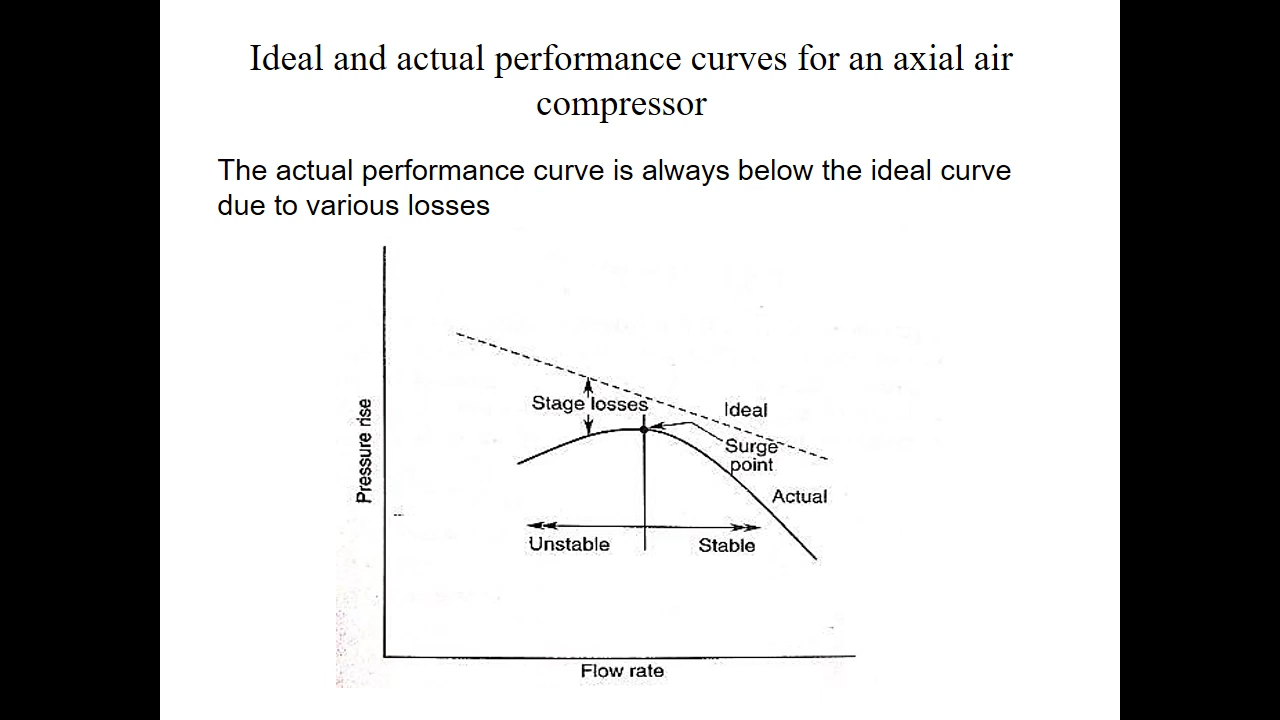 Ideal and actual performance curves for an axial air
compressor
The actual performance curve is always below the ideal curve
due to various losses
Stage losses
Ideal
Surge
point
Actual
Pressure rise
Unstable
Stable
Flow rate